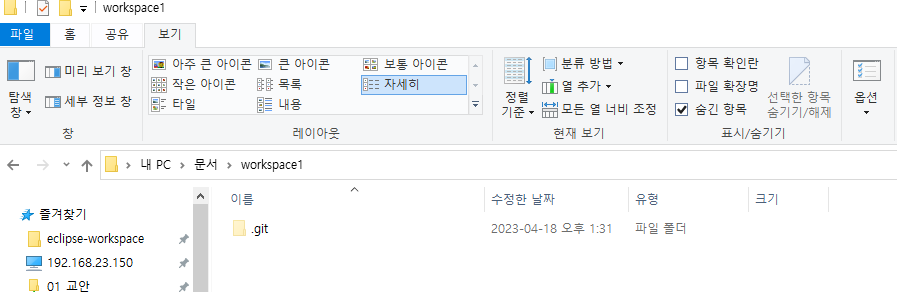 workspace1
파일 홈 공유 보기
미리 보기 창
세부 정보 창
탐색
창
창
아주 큰 아이콘 큰 아이콘 보통 아이콘
작은 아이콘 목록 자세히
타일 내용
레이아웃
정렬
기준
분류 방법
열 추가
모든 열 너비 조정
현재 보기
항목 확인란
파일 확장명
숨긴 항목
선택한 항목
숨기기/해제
표시/숨기기
옵션
내 PC > 문서 > workspace1
이름 수정한 날짜 유형 크기
.git 2023-04-18 오후 1:31 파일 폴더
즐겨찾기
eclipse-workspace
192.168.23.150
01 교안